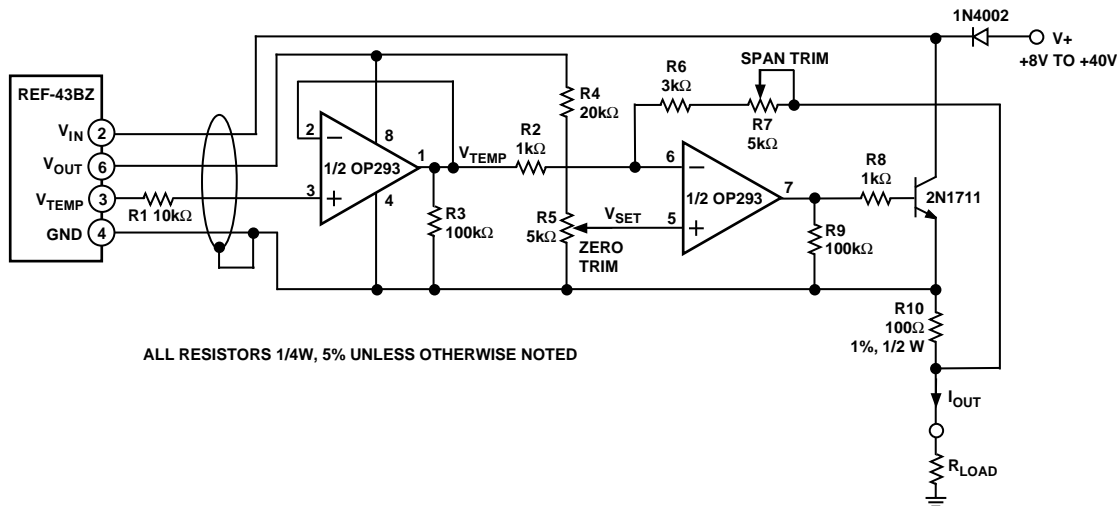 1N4002
V+
+8V TO +40V
SPAN TRIM
REF-43BZ
VIN 2
VOUT 6
VTEMP 3
GND 4
R1 10kΩ
2
3
8
4
1
1/2 OP293
VTEMP
R2
1kΩ
R3
100kΩ
R4
20kΩ
R5
5kΩ
ZERO
TRIM
VSET
R6
3kΩ
R7
5kΩ
6
5
7
1/2 OP293
R8
1kΩ
R9
100kΩ
2N1711
R10
100Ω
1%, 1/2 W
IOUT
RLOAD
ALL RESISTORS 1/4W, 5% UNLESS OTHERWISE NOTED